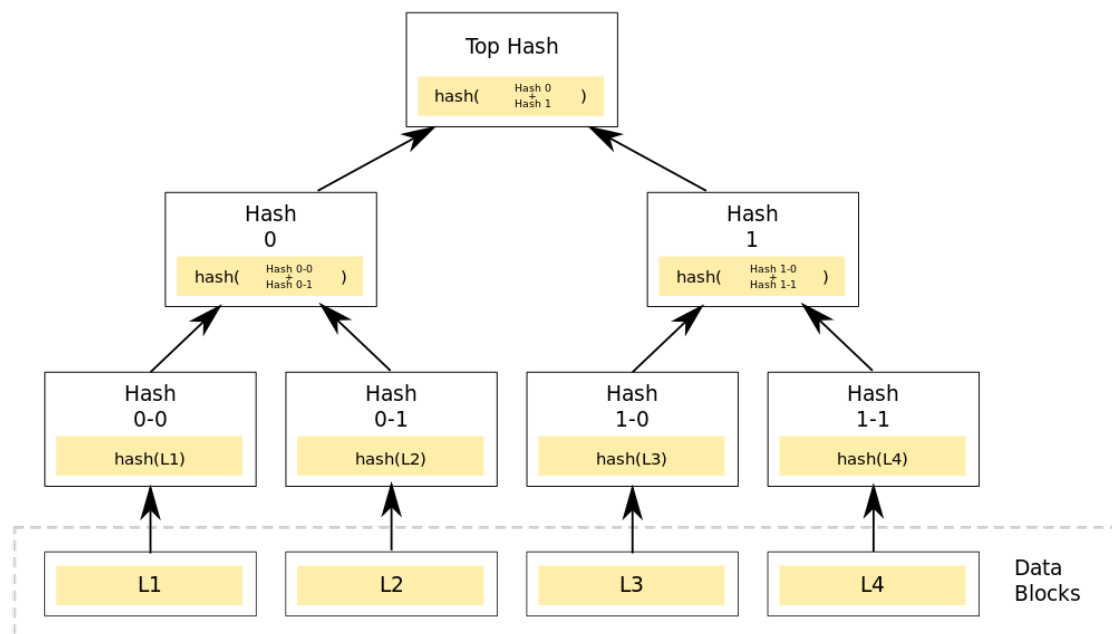 Top Hash
hash( Hash 0 + Hash 1 )
Hash
0
hash( Hash 0-0 + Hash 0-1 )
Hash
1
hash( Hash 1-0 + Hash 1-1 )
Hash
0-0
hash(L1)
Hash
0-1
hash(L2)
Hash
1-0
hash(L3)
Hash
1-1
hash(L4)
L1
L2
L3
L4
Data
Blocks